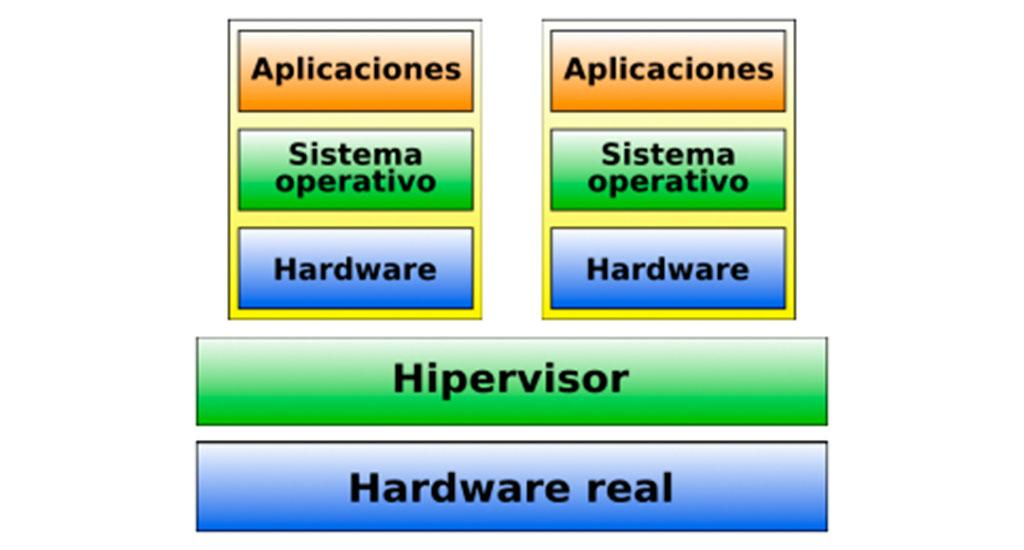 Aplicaciones
Sistema
operativo
Hardware
Aplicaciones
Sistema
operativo
Hardware
Hipervisor
Hardware real